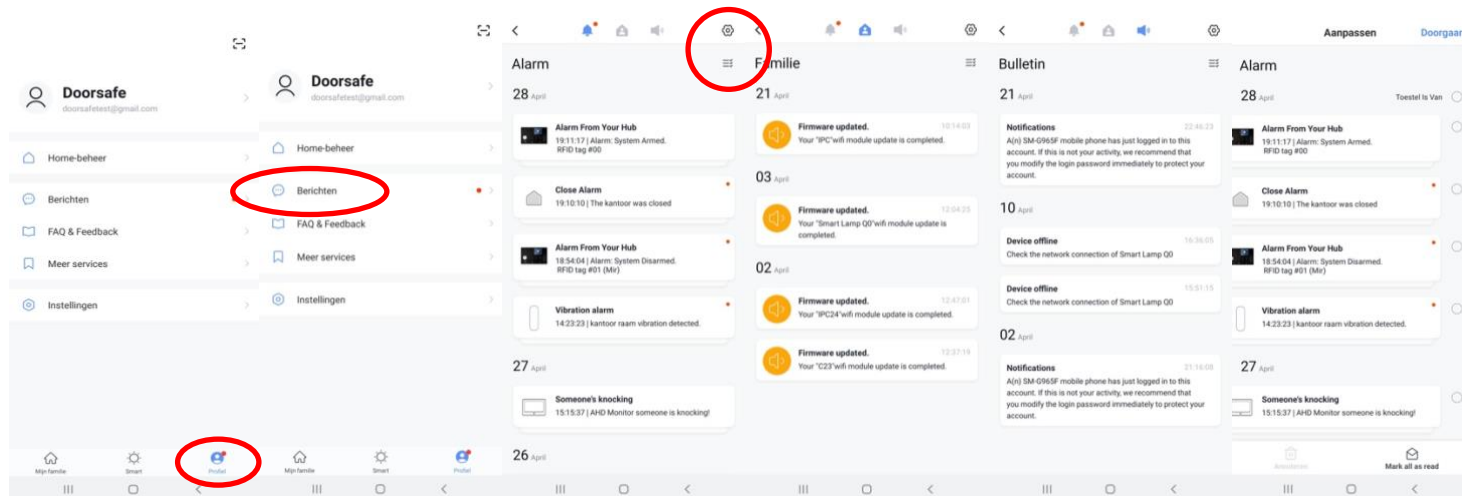 Doorsafe
doorsafetest@gmail.com
Home-beheer
Berichten
FAQ & Feedback
Meer services
Instellingen
Mijn familie
Smart
Profiel
Doorsafe
doorsafetest@gmail.com
Home-beheer
Berichten
FAQ & Feedback
Meer services
Instellingen
Mijn familie
Smart
Profiel
Alarm
28 April
Alarm From Your Hub
19:11:17 | Alarm: System Armed.
RFID tag #00
Close Alarm
19:10:10 | The kantoor was closed
Alarm From Your Hub
18:54:04 | Alarm: System Disarmed.
RFID tag #01 (Mir)
Vibration alarm
14:23:23 | kantoor raam vibration detected.
27 April
Someone's knocking
15:15:37 | AHD Monitor someone is knocking!
26 April
Familie
21 April
Firmware updated. 10:14:03
Your "IPC"wifi module update is completed.
03 April
Firmware updated. 12:04:25
Your "Smart Lamp Q0"wifi module update is
completed.
02 April
Firmware updated. 12:47:01
Your "IPC24"wifi module update is completed.
Firmware updated. 12:37:19
Your "C23"wifi module update is completed.
Bulletin
21 April
Notifications 22:46:23
A(n) SM-G965F mobile phone has just logged in to this
account. If this is not your activity, we recommend that
you modify the login password immediately to protect your
account.
10 April
Device offline 16:36:05
Check the network connection of Smart Lamp Q0
Device offline 15:51:15
Check the network connection of Smart Lamp Q0
02 April
Notifications 21:16:08
A(n) SM-G965F mobile phone has just logged in to this
account. If this is not your activity, we recommend that
you modify the login password immediately to protect your
account.
Aanpassen Doorgaan
Alarm
28 April Toestel Is Van
Alarm From Your Hub
19:11:17 | Alarm: System Armed.
RFID tag #00
Close Alarm
19:10:10 | The kantoor was closed
Alarm From Your Hub
18:54:04 | Alarm: System Disarmed.
RFID tag #01 (Mir)
Vibration alarm
14:23:23 | kantoor raam vibration detected.
27 April
Someone's knocking
15:15:37 | AHD Monitor someone is knocking!
Mark all as read